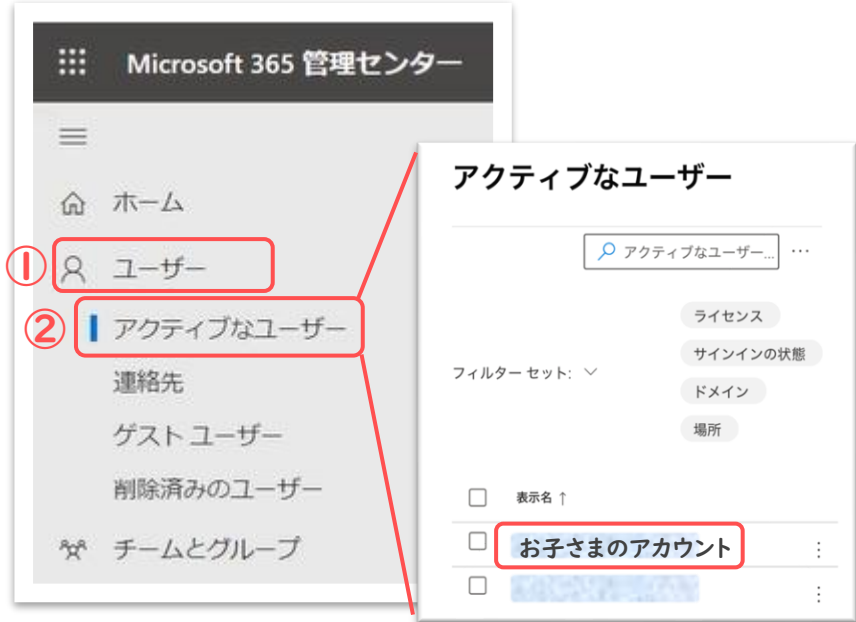 Microsoft 365 管理センター
ホーム
① ユーザー
② アクティブなユーザー
連絡先
ゲスト ユーザー
削除済みのユーザー
チームとグループ
アクティブなユーザー
アクティブなユーザー...
ライセンス
サインインの状態
フィルター セット:
ドメイン
場所
表示名 ↑
お子さまのアカウント